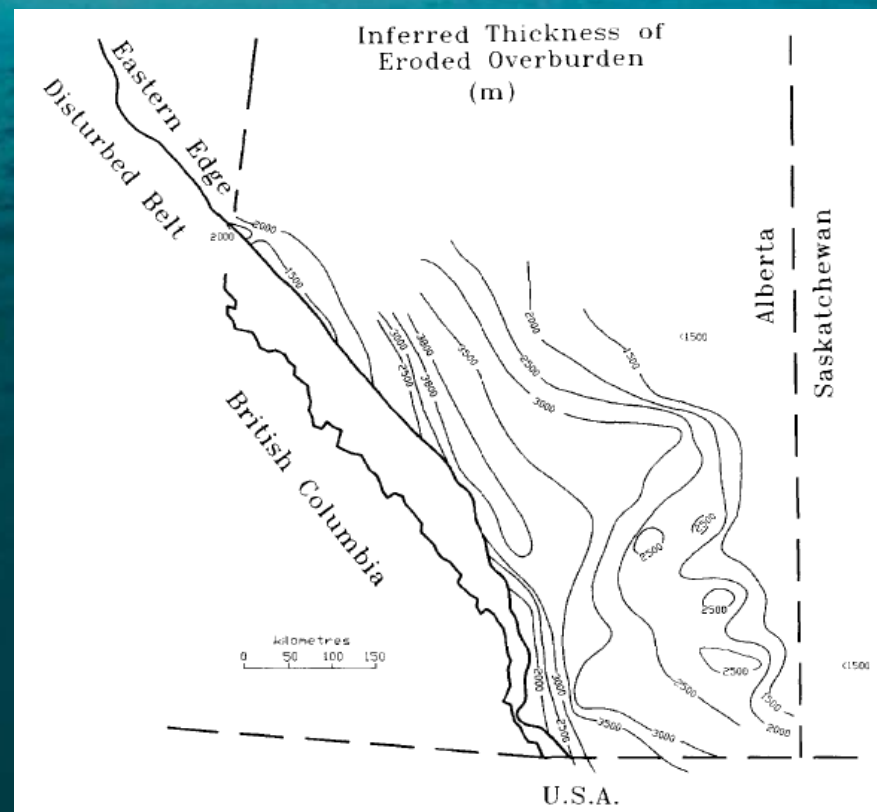 Inferred Thickness of
Eroded Overburden
(m)
Eastern Edge
Disturbed Belt
British Columbia
Alberta
Saskatchewan
2000
2000
1500
3000
2500
3800
3800
3500
3000
2500
2000
1500
<1500
2500
2500
2500
2500
<1500
2500
1500
2000
2000
3000
2500
3500
3000
kilometres
0 50 100 150
U.S.A.